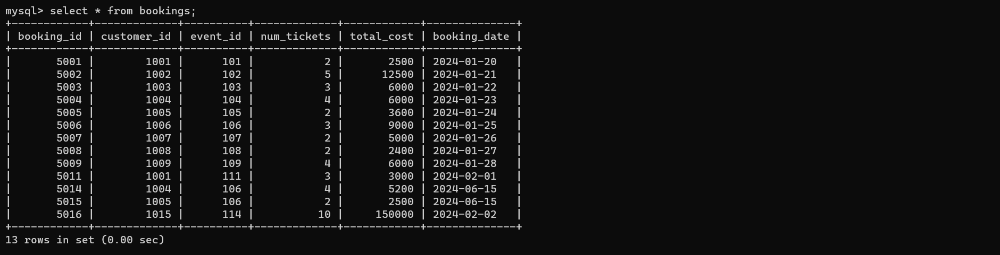 mysql> select * from bookings;
+------------+-------------+----------+-------------+------------+--------------+
| booking_id | customer_id | event_id | num_tickets | total_cost | booking_date |
+------------+-------------+----------+-------------+------------+--------------+
|       5001 |        1001 |      101 |           2 |       2500 | 2024-01-20   |
|       5002 |        1002 |      102 |           5 |      12500 | 2024-01-21   |
|       5003 |        1003 |      103 |           3 |       6000 | 2024-01-22   |
|       5004 |        1004 |      104 |           4 |       6000 | 2024-01-23   |
|       5005 |        1005 |      105 |           2 |       3600 | 2024-01-24   |
|       5006 |        1006 |      106 |           3 |       9000 | 2024-01-25   |
|       5007 |        1007 |      107 |           2 |       5000 | 2024-01-26   |
|       5008 |        1008 |      108 |           2 |       2400 | 2024-01-27   |
|       5009 |        1009 |      109 |           4 |       6000 | 2024-01-28   |
|       5011 |        1001 |      111 |           3 |       3000 | 2024-02-01   |
|       5014 |        1004 |      106 |           4 |       5200 | 2024-06-15   |
|       5015 |        1005 |      106 |           2 |       2500 | 2024-06-15   |
|       5016 |        1015 |      114 |          10 |     150000 | 2024-02-02   |
+------------+-------------+----------+-------------+------------+--------------+
13 rows in set (0.00 sec)